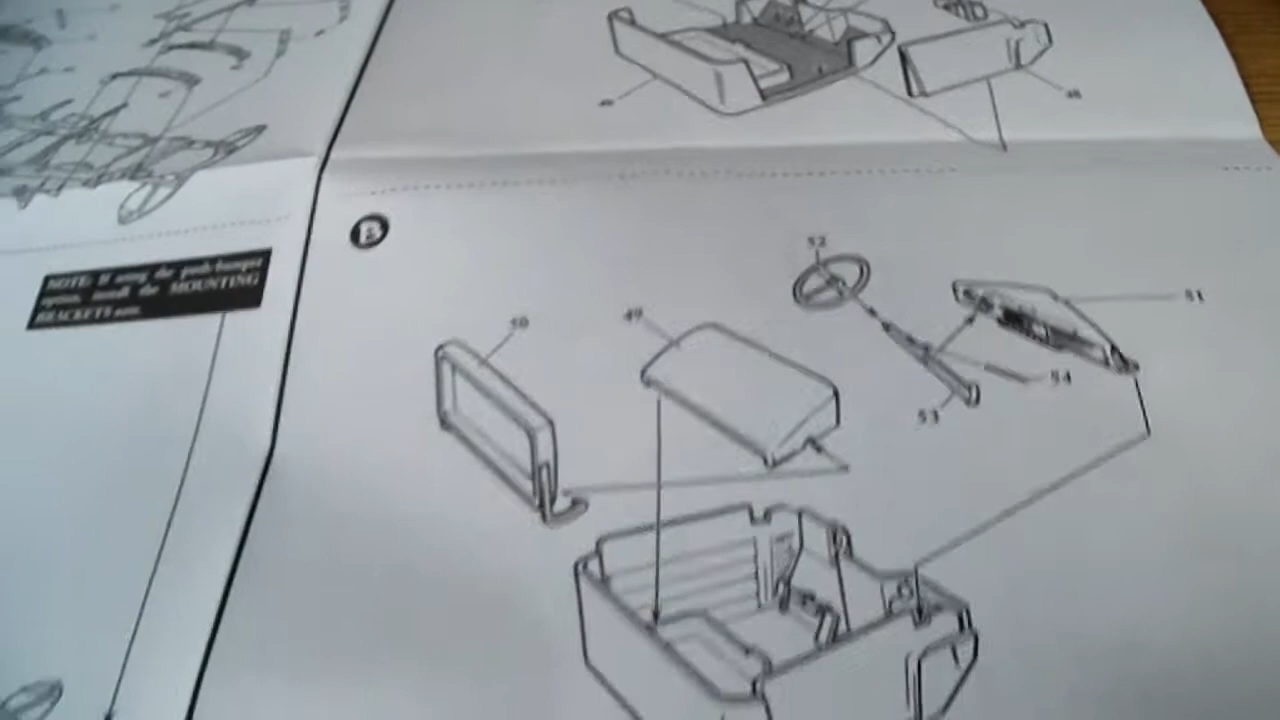 48
B
NOTE: If using the push-bumper
option, install the MOUNTING
BRACKETS now.
52
51
50
49
54
53